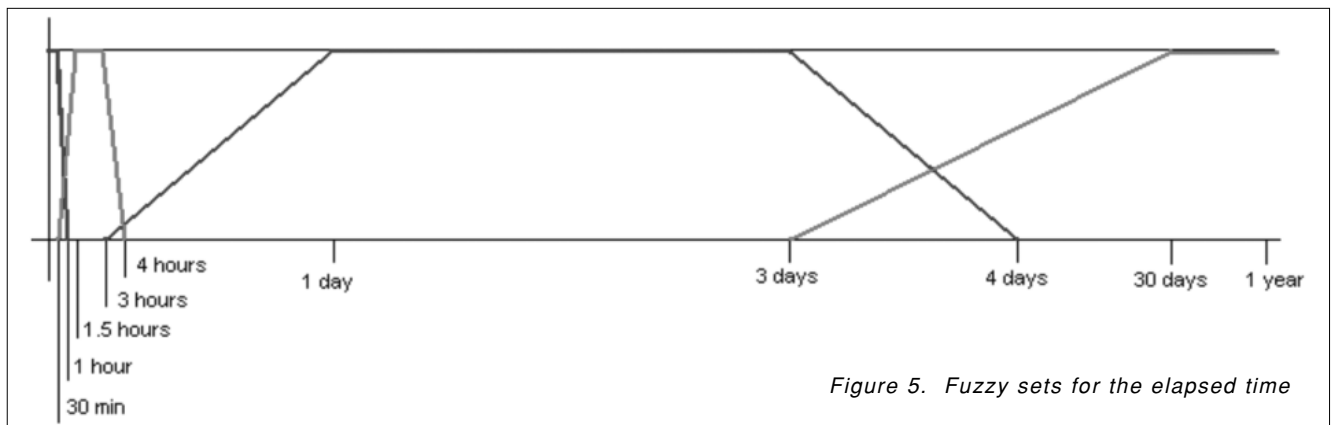 4 hours
3 hours
1.5 hours
1 hour
30 min
1 day
3 days
4 days
30 days
1 year
Figure 5. Fuzzy sets for the elapsed time